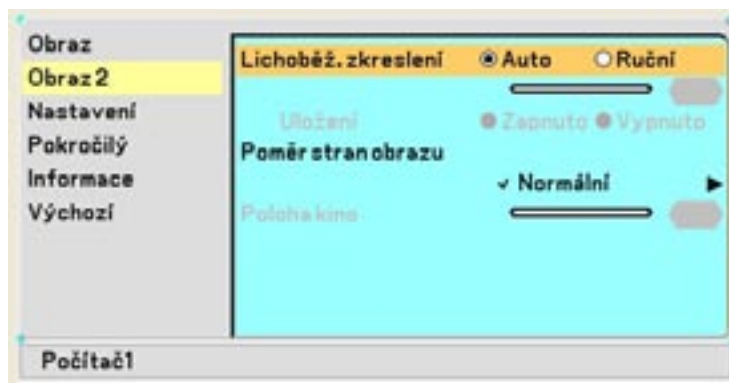 Obraz
Obraz 2
Nastavení
Pokročilý
Informace
Výchozí
Lichoběž. zkreslení Auto Ruční
Uložení Zapnuto Vypnuto
Poměr stran obrazu
Normální
Poloha kino
Počítač1